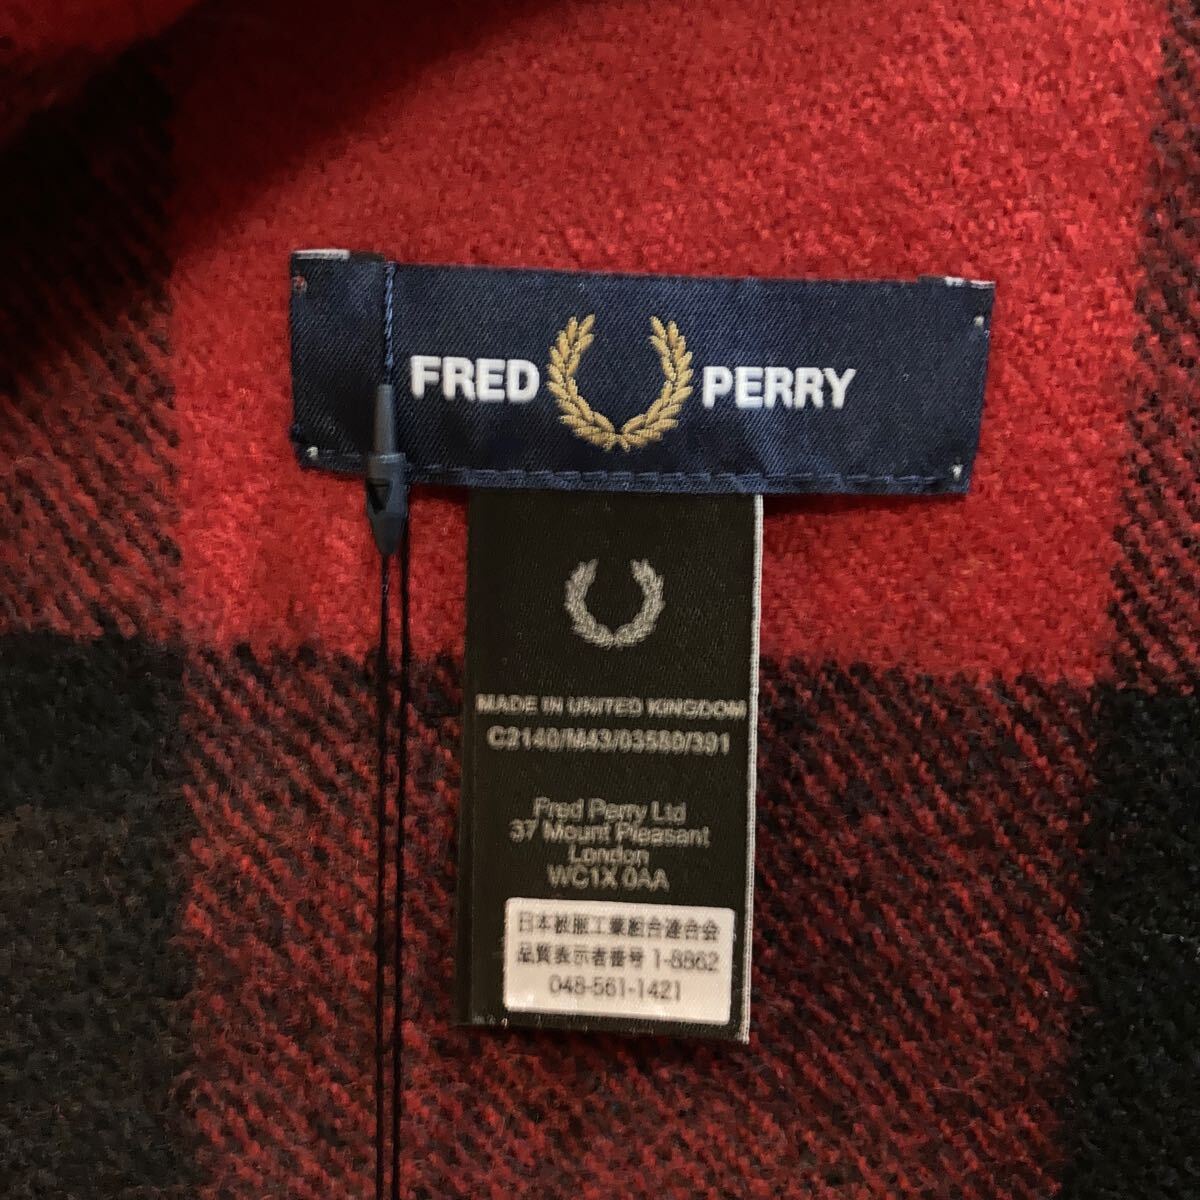 FRED PERRY
MADE IN UNITED KINGDOM
C2140/M43/03580/391
Fred Perry Ltd
37 Mount Pleasant
London
WC1X 0AA
日本被服工業組合連合会
品質表示者番号 1-8862
048-561-1421